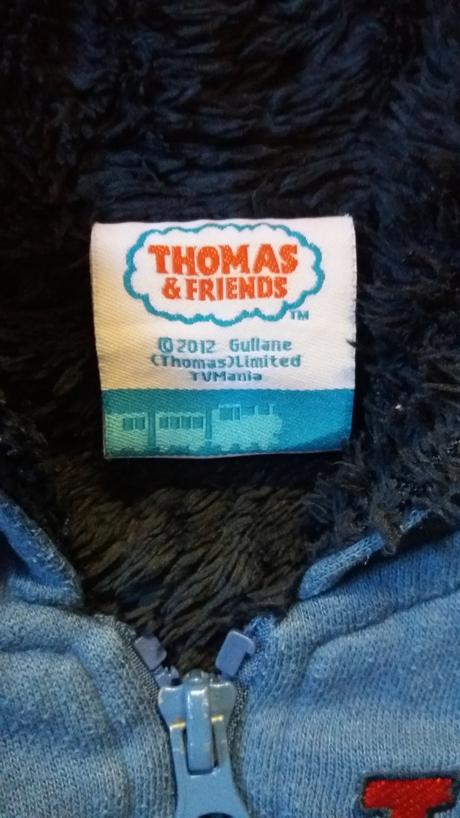 THOMAS
& FRIENDS
TM
©2012 Gullane
(Thomas)Limited
TVMania
T